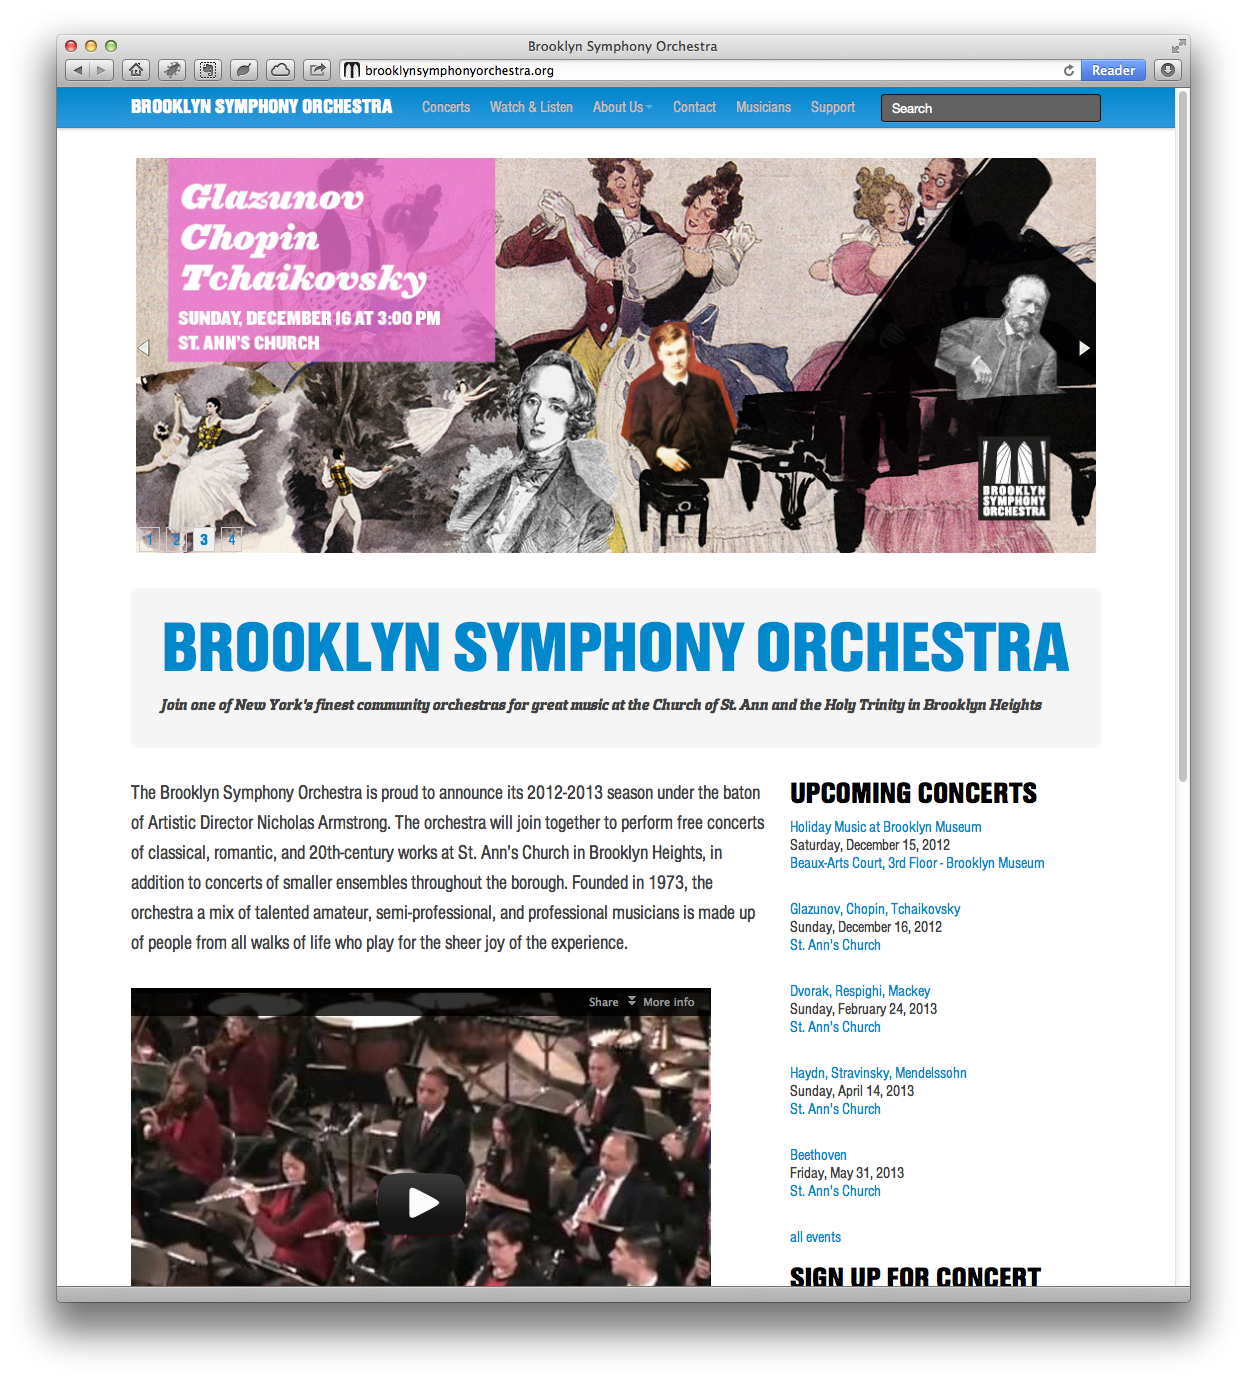 Brooklyn Symphony Orchestra
brooklynsymphonyorchestra.org
Reader
BROOKLYN SYMPHONY ORCHESTRA
Concerts
Watch & Listen
About Us
Contact
Musicians
Support
Search
Glazunov
Chopin
Tchaikovsky
SUNDAY, DECEMBER 16 AT 3:00 PM
ST. ANN'S CHURCH
BROOKLYN
SYMPHONY
ORCHESTRA
1 2 3 4
BROOKLYN SYMPHONY ORCHESTRA
Join one of New York's finest community orchestras for great music at the Church of St. Ann and the Holy Trinity in Brooklyn Heights
The Brooklyn Symphony Orchestra is proud to announce its 2012-2013 season under the baton
of Artistic Director Nicholas Armstrong. The orchestra will join together to perform free concerts
of classical, romantic, and 20th-century works at St. Ann's Church in Brooklyn Heights, in
addition to concerts of smaller ensembles throughout the borough. Founded in 1973, the
orchestra a mix of talented amateur, semi-professional, and professional musicians is made up
of people from all walks of life who play for the sheer joy of the experience.
Share
More info
UPCOMING CONCERTS
Holiday Music at Brooklyn Museum
Saturday, December 15, 2012
Beaux-Arts Court, 3rd Floor - Brooklyn Museum
Glazunov, Chopin, Tchaikovsky
Sunday, December 16, 2012
St. Ann's Church
Dvorak, Respighi, Mackey
Sunday, February 24, 2013
St. Ann's Church
Haydn, Stravinsky, Mendelssohn
Sunday, April 14, 2013
St. Ann's Church
Beethoven
Friday, May 31, 2013
St. Ann's Church
all events
SIGN UP FOR CONCERT